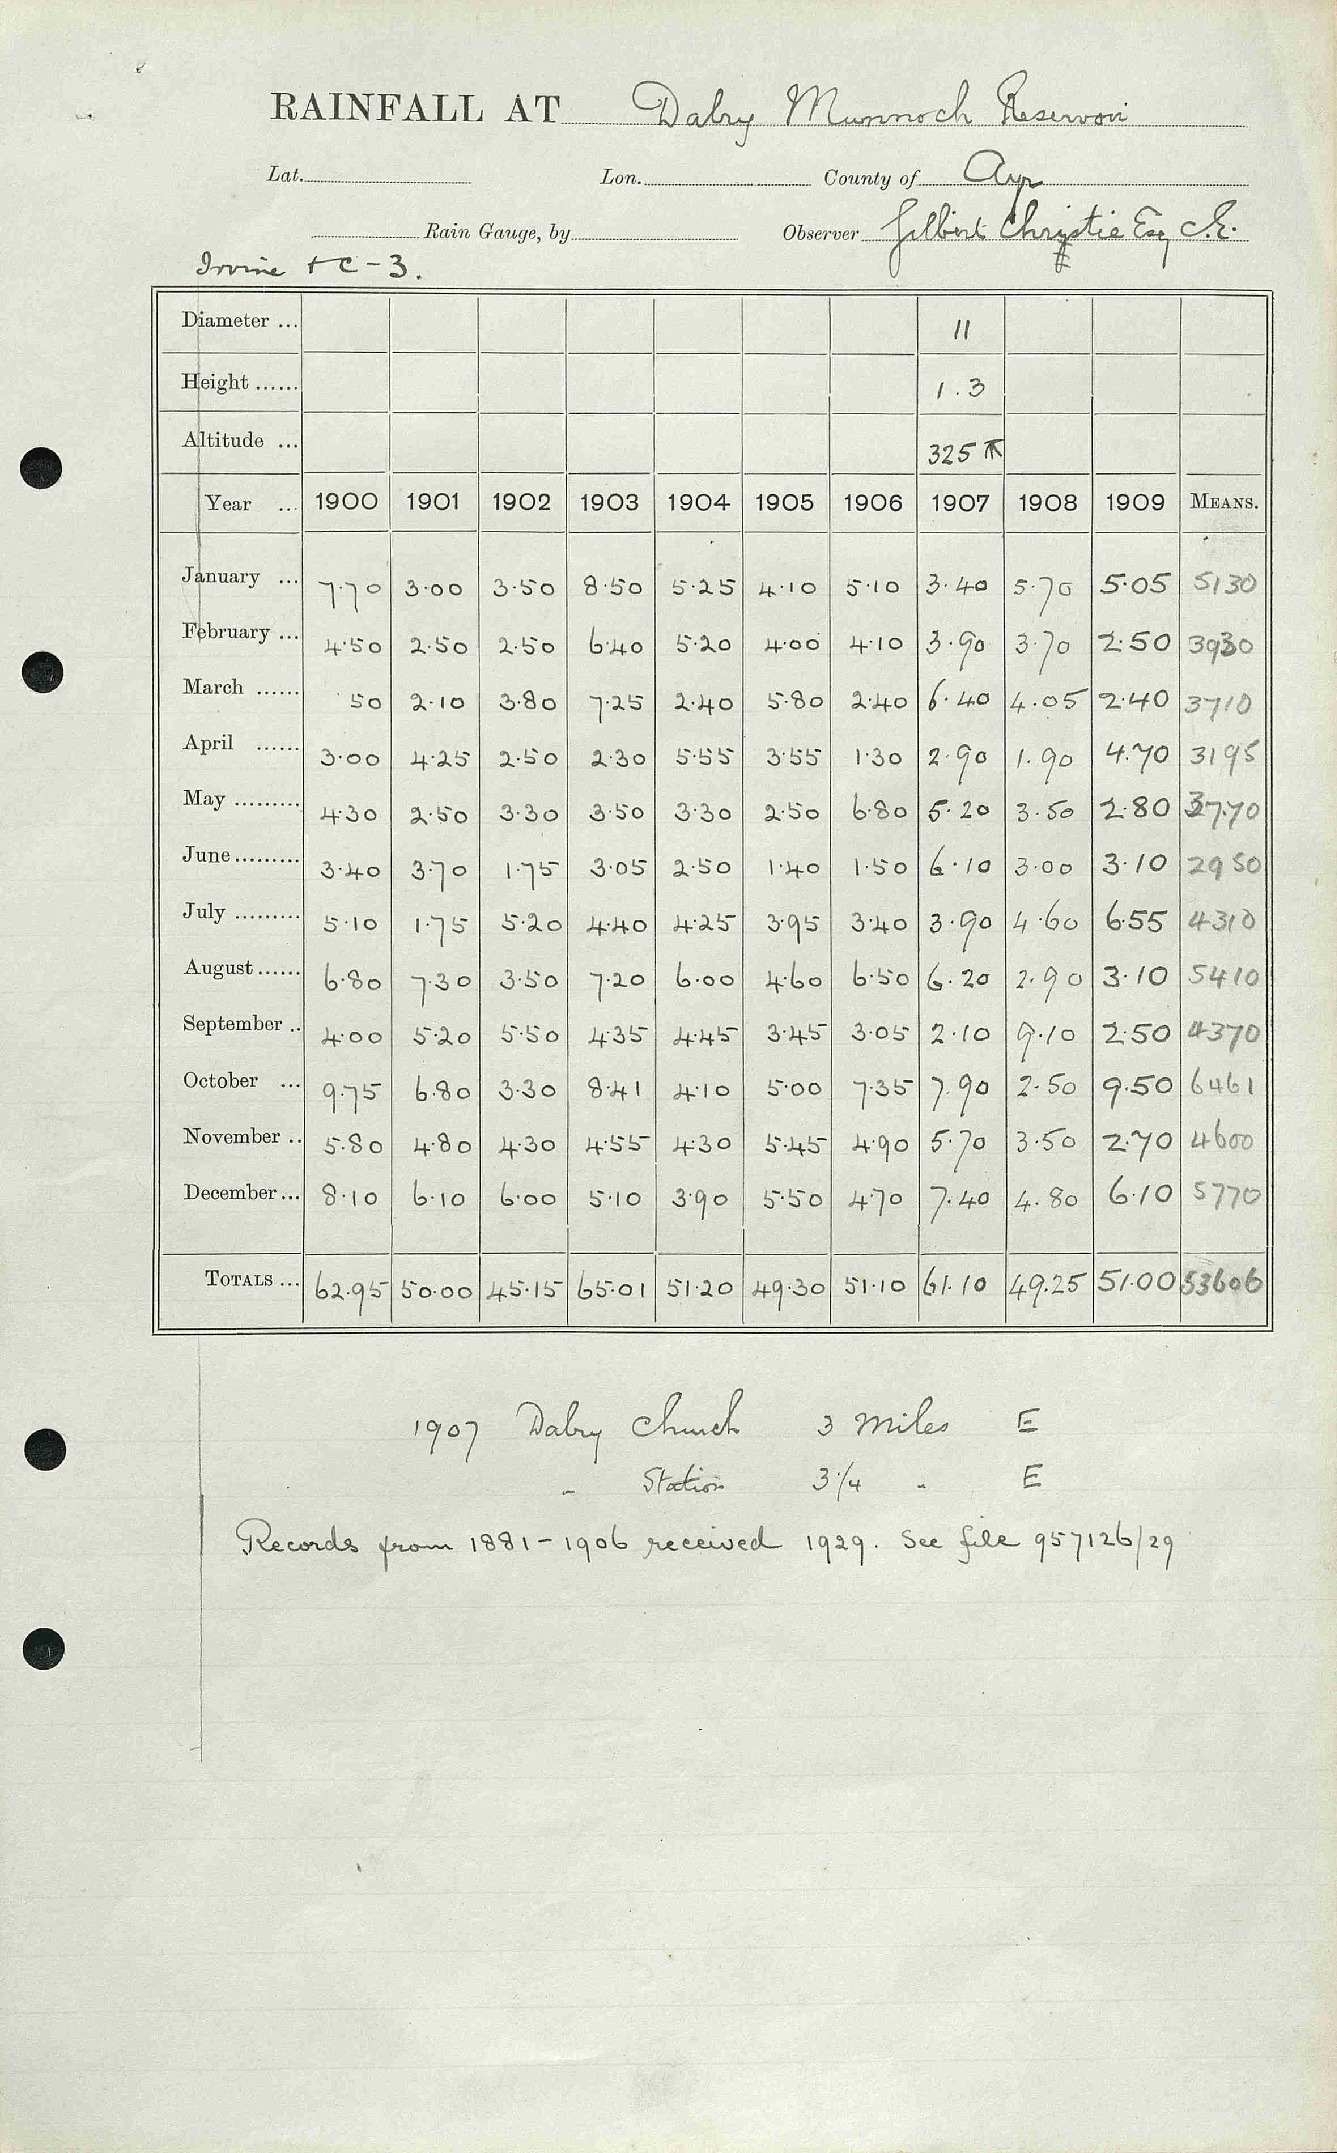 RAINFALL AT Dalry Munnoch Reservoir
Lat. Lon. County of Ayr
Rain Gauge, by Observer Gilbert Christie Esq C.E.
Irvine + C - 3.
Diameter ... 11
Height ...... 1.3
Altitude ... 325 ft
Year ... 1900 1901 1902 1903 1904 1905 1906 1907 1908 1909 MEANS.
January ... 7.70 3.00 3.50 8.50 5.25 4.10 5.10 3.40 5.70 5.05 5130
February ... 4.50 2.50 2.50 6.40 5.20 4.00 4.10 3.90 3.70 2.50 3930
March ...... 50 2.10 3.80 7.25 2.40 5.80 2.40 6.40 4.05 2.40 3710
April ...... 3.00 4.25 2.50 2.30 5.55 3.55 1.30 2.90 1.90 4.70 3195
May ......... 4.30 2.50 3.30 3.50 3.30 2.50 6.80 5.20 3.50 2.80 3770
June ......... 3.40 3.70 1.75 3.05 2.50 1.40 1.50 6.10 3.00 3.10 2950
July ......... 5.10 1.75 5.20 4.40 4.25 3.95 3.40 3.90 4.60 6.55 4310
August ...... 6.80 7.30 3.50 7.20 6.00 4.60 6.50 6.20 2.90 3.10 5410
September .. 4.00 5.20 5.50 4.35 4.45 3.45 3.05 2.10 9.10 2.50 4370
October ... 9.75 6.80 3.30 8.41 4.10 5.00 7.35 7.90 2.50 9.50 6461
November .. 5.80 4.80 4.30 4.55 4.30 5.45 4.90 5.70 3.50 2.70 4600
December ... 8.10 6.10 6.00 5.10 3.90 5.50 4.70 7.40 4.80 6.10 5770
TOTALS ... 62.95 50.00 45.15 65.01 51.20 49.30 51.10 61.10 49.25 51.00 53606
1907 Dalry Church 3 Miles E
" Station 3 1/4 " E
Records from 1881-1906 received 1929. See file 957126/29